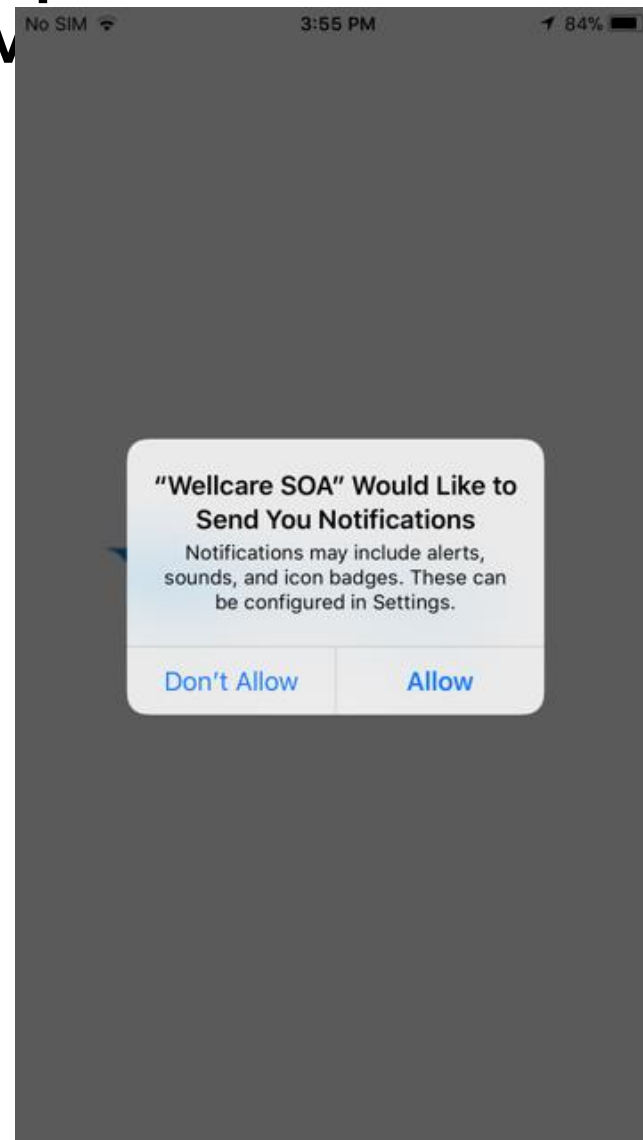 No SIM 3:55 PM 84%
"Wellcare SOA" Would Like to
Send You Notifications
Notifications may include alerts,
sounds, and icon badges. These can
be configured in Settings.
Don't Allow Allow